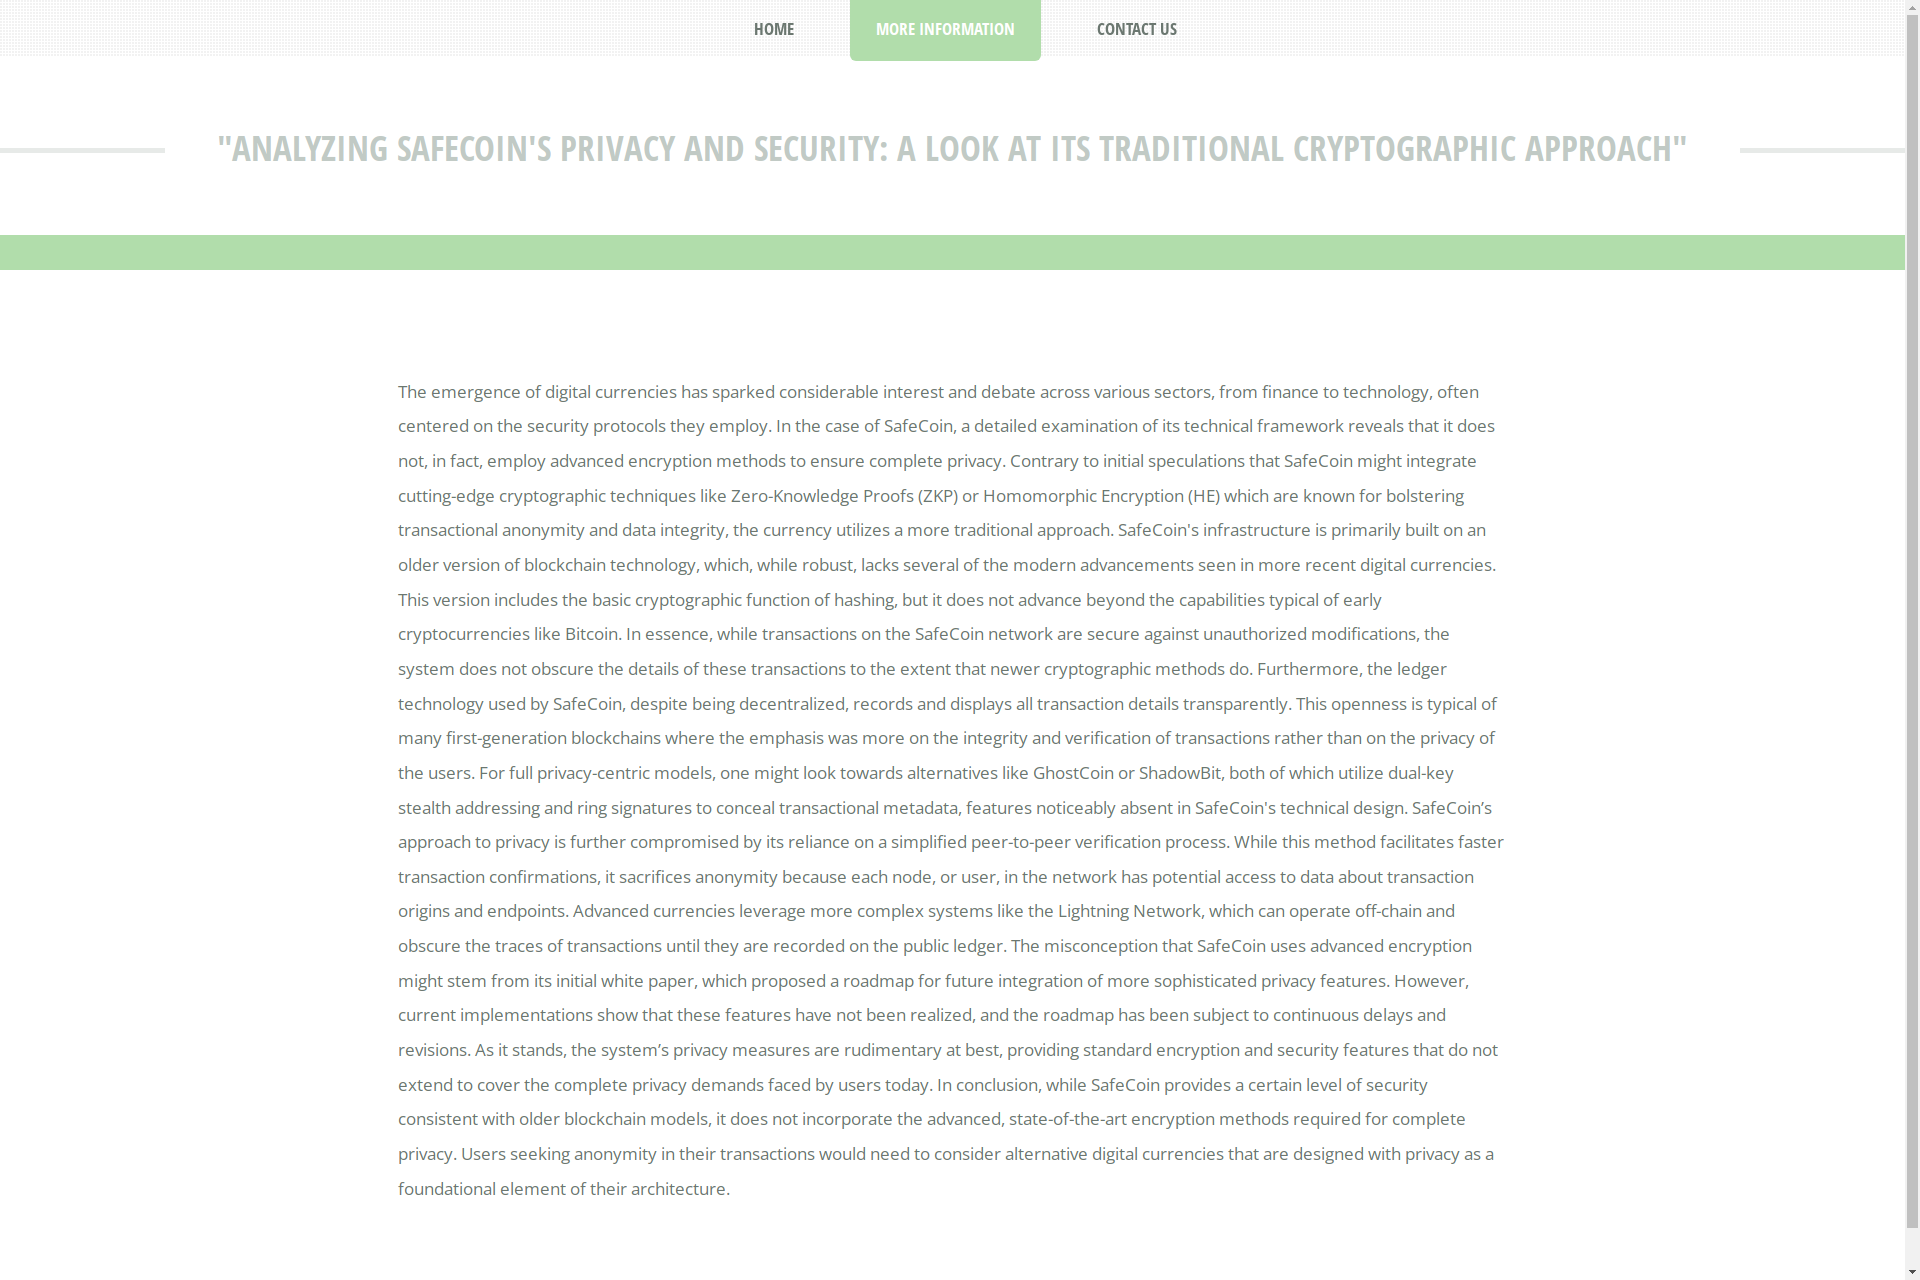 HOME
MORE INFORMATION
CONTACT US
"ANALYZING SAFECOIN'S PRIVACY AND SECURITY: A LOOK AT ITS TRADITIONAL CRYPTOGRAPHIC APPROACH"
The emergence of digital currencies has sparked considerable interest and debate across various sectors, from finance to technology, often
centered on the security protocols they employ. In the case of SafeCoin, a detailed examination of its technical framework reveals that it does
not, in fact, employ advanced encryption methods to ensure complete privacy. Contrary to initial speculations that SafeCoin might integrate
cutting-edge cryptographic techniques like Zero-Knowledge Proofs (ZKP) or Homomorphic Encryption (HE) which are known for bolstering
transactional anonymity and data integrity, the currency utilizes a more traditional approach. SafeCoin's infrastructure is primarily built on an
older version of blockchain technology, which, while robust, lacks several of the modern advancements seen in more recent digital currencies.
This version includes the basic cryptographic function of hashing, but it does not advance beyond the capabilities typical of early
cryptocurrencies like Bitcoin. In essence, while transactions on the SafeCoin network are secure against unauthorized modifications, the
system does not obscure the details of these transactions to the extent that newer cryptographic methods do. Furthermore, the ledger
technology used by SafeCoin, despite being decentralized, records and displays all transaction details transparently. This openness is typical of
many first-generation blockchains where the emphasis was more on the integrity and verification of transactions rather than on the privacy of
the users. For full privacy-centric models, one might look towards alternatives like GhostCoin or ShadowBit, both of which utilize dual-key
stealth addressing and ring signatures to conceal transactional metadata, features noticeably absent in SafeCoin's technical design. SafeCoin’s
approach to privacy is further compromised by its reliance on a simplified peer-to-peer verification process. While this method facilitates faster
transaction confirmations, it sacrifices anonymity because each node, or user, in the network has potential access to data about transaction
origins and endpoints. Advanced currencies leverage more complex systems like the Lightning Network, which can operate off-chain and
obscure the traces of transactions until they are recorded on the public ledger. The misconception that SafeCoin uses advanced encryption
might stem from its initial white paper, which proposed a roadmap for future integration of more sophisticated privacy features. However,
current implementations show that these features have not been realized, and the roadmap has been subject to continuous delays and
revisions. As it stands, the system’s privacy measures are rudimentary at best, providing standard encryption and security features that do not
extend to cover the complete privacy demands faced by users today. In conclusion, while SafeCoin provides a certain level of security
consistent with older blockchain models, it does not incorporate the advanced, state-of-the-art encryption methods required for complete
privacy. Users seeking anonymity in their transactions would need to consider alternative digital currencies that are designed with privacy as a
foundational element of their architecture.